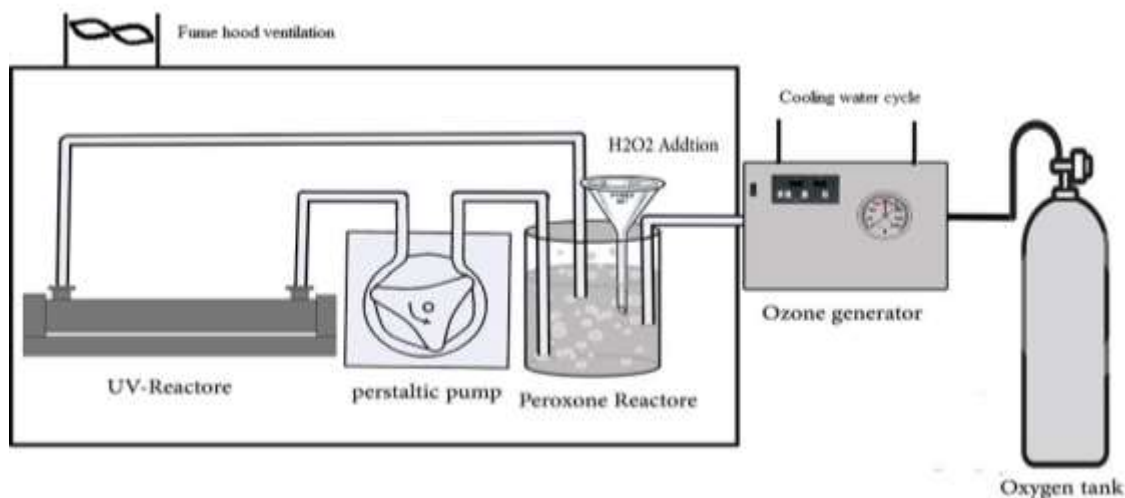 Fume hood ventilation
Cooling water cycle
H2O2 Addtion
Ozone generator
UV-Reactore
perstaltic pump
Peroxone Reactore
Oxygen tank